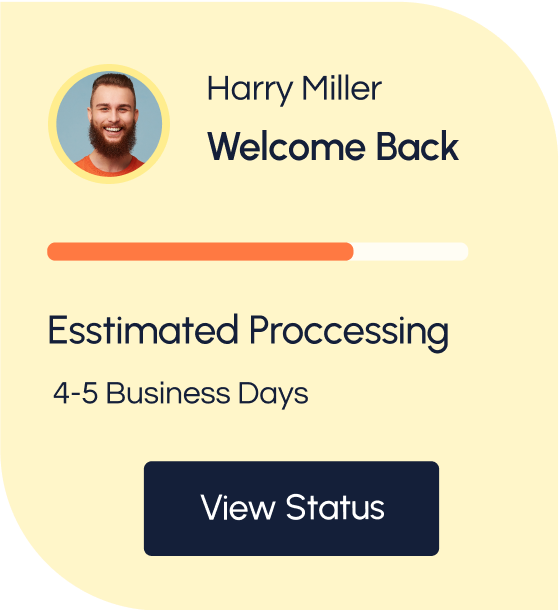 Harry Miller
Welcome Back
Esstimated Proccessing
4-5 Business Days
View Status